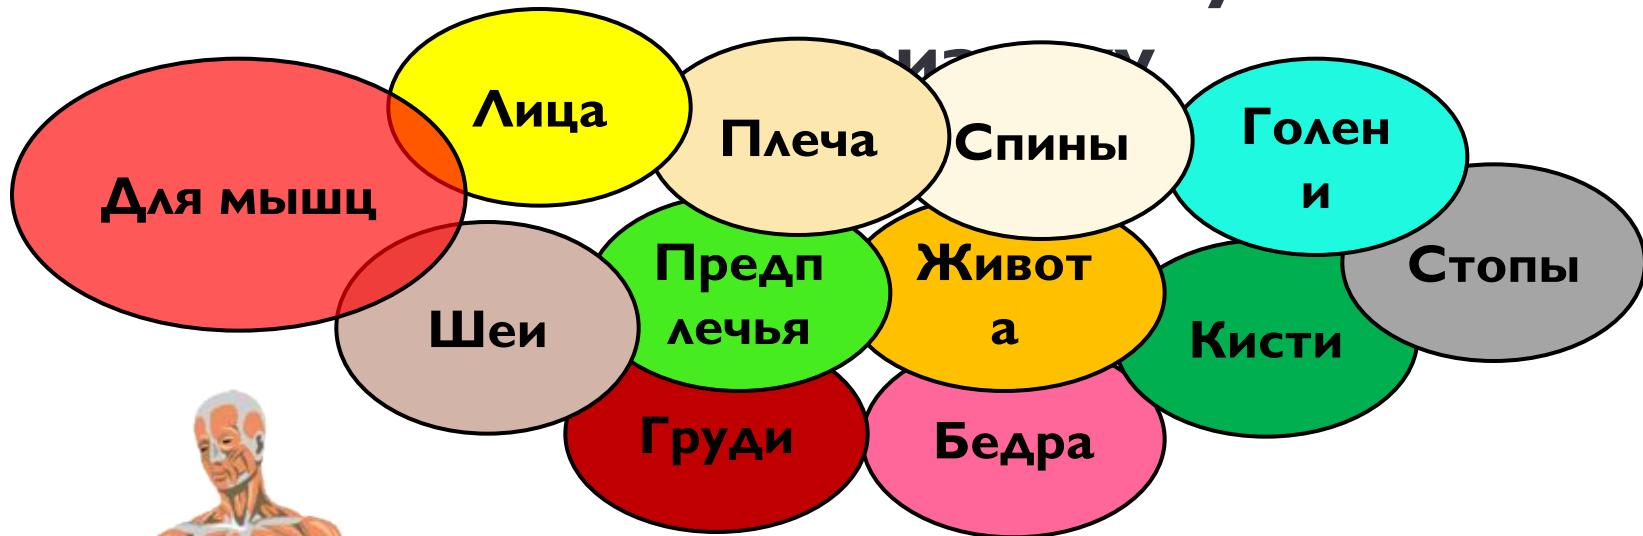 Лица
Плеча
Спины
Голен
и
Для мышц
Предп
лечья
Живот
а
Стопы
Шеи
Кисти
Груди
Бедра